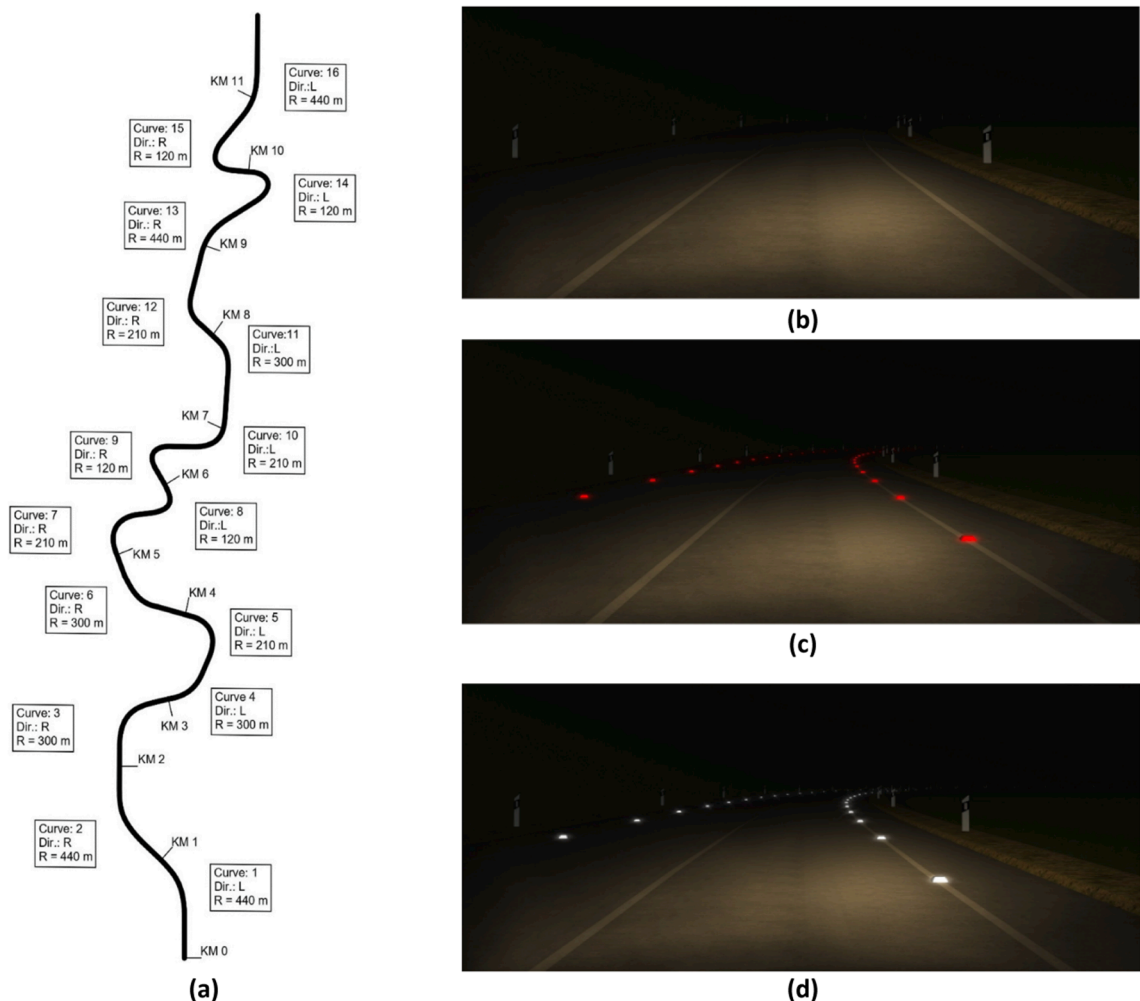 KM 11
Curve: 16
Dir.:L
R = 440 m
Curve: 15
Dir.: R
R = 120 m
KM 10
Curve: 14
Dir.: L
R = 120 m
Curve: 13
Dir.: R
R = 440 m
KM 9
Curve: 12
Dir.: R
R = 210 m
KM 8
Curve:11
Dir.:L
R = 300 m
KM 7
Curve: 9
Dir.: R
R = 120 m
Curve: 10
Dir.:L
R = 210 m
KM 6
Curve: 7
Dir.: R
R = 210 m
Curve: 8
Dir.:L
R = 120 m
KM 5
Curve: 6
Dir.: R
R = 300 m
KM 4
Curve: 5
Dir.: L
R = 210 m
Curve 4
Dir.: L
R = 300 m
Curve: 3
Dir.: R
R = 300 m
KM 3
KM 2
Curve: 2
Dir.: R
R = 440 m
KM 1
Curve: 1
Dir.: L
R = 440 m
KM 0
(a)
(b)
(c)
(d)